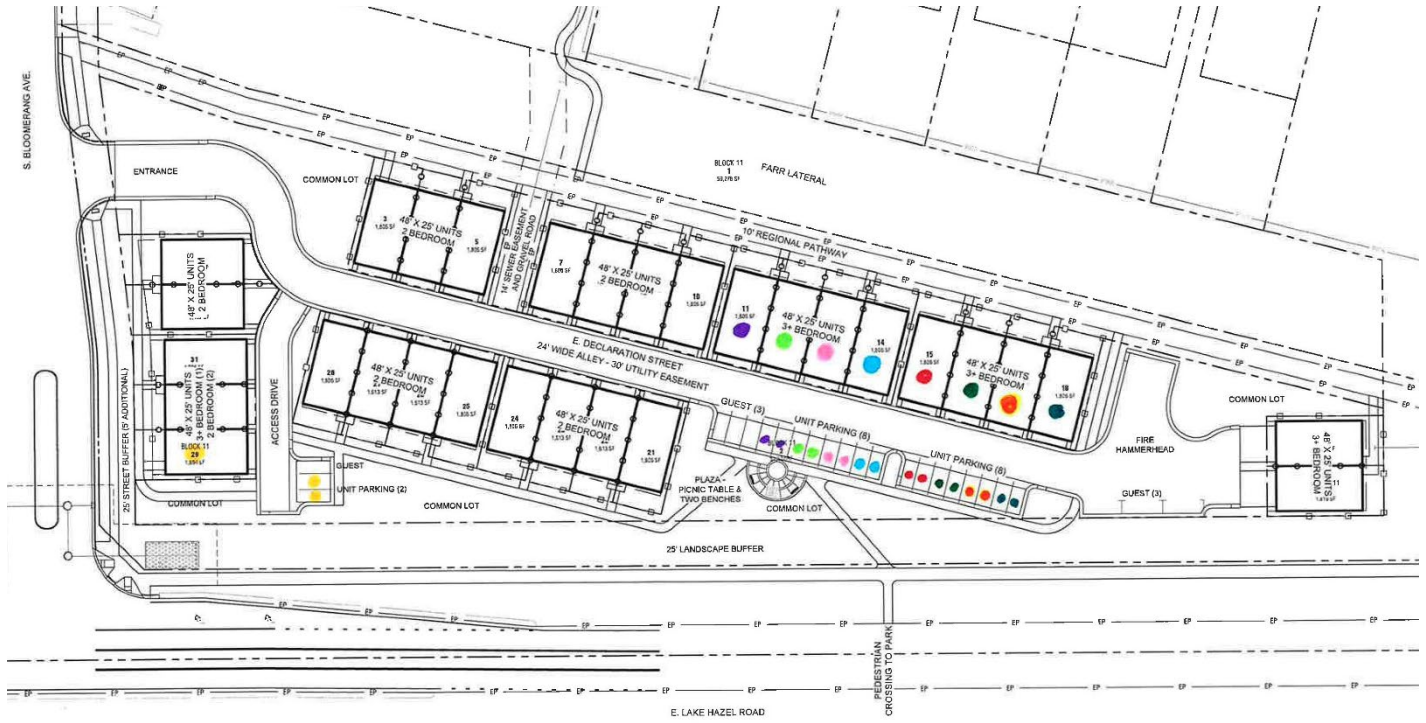 S. BLOOMERANG AVE.
ENTRANCE
COMMON LOT
BLOCK 11
1
FARR LATERAL
10' REGIONAL PATHWAY
3
1,805 SF
48' X 25' UNITS
2 BEDROOM
5
14' SEWER EASEMENT
AND GRAVEL ROAD
7
48' X 25' UNITS
2 BEDROOM
10
11
48' X 25' UNITS
3+ BEDROOM
14
15
48' X 25' UNITS
3+ BEDROOM
18
E. DECLARATION STREET
24' WIDE ALLEY - 30' UTILITY EASEMENT
48' X 25' UNITS
2 BEDROOM
31
48' X 25' UNITS
3+ BEDROOM (1)
2 BEDROOM (2)
BLOCK 11
29
25' STREET BUFFER (5' ADDITIONAL)
ACCESS DRIVE
28
48' X 25' UNITS
2 BEDROOM
25
24
48' X 25' UNITS
2 BEDROOM
21
GUEST (3)
UNIT PARKING (8)
UNIT PARKING (8)
FIRE
HAMMERHEAD
GUEST (3)
COMMON LOT
48' X 25' UNITS
3+ BEDROOM
GUEST
UNIT PARKING (2)
COMMON LOT
COMMON LOT
PLAZA -
PICNIC TABLE &
TWO BENCHES
COMMON LOT
25' LANDSCAPE BUFFER
EP
PEDESTRIAN
CROSSING TO PARK
E. LAKE HAZEL ROAD